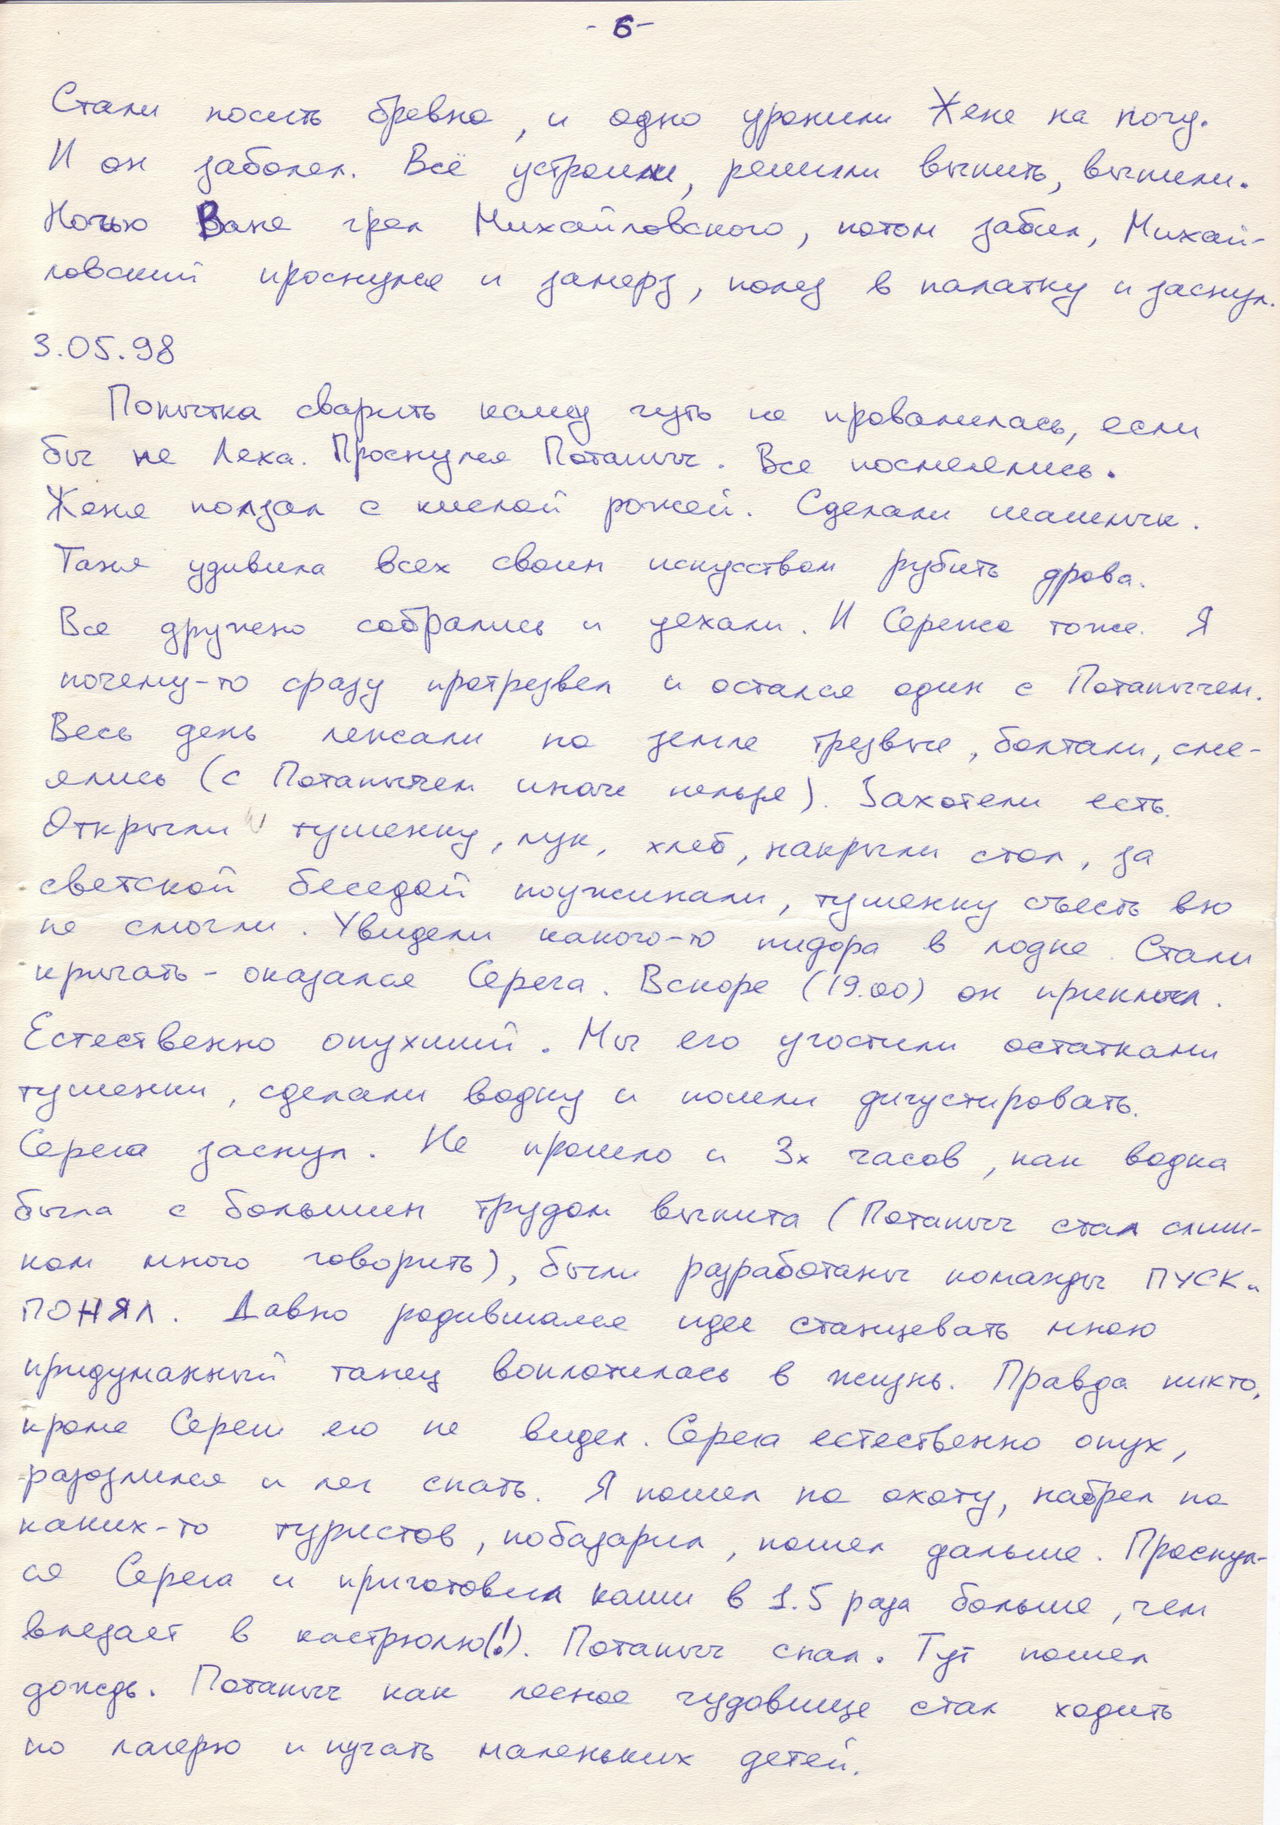 - 6 -
Стали носить бревна, и одно уронили Жене на ногу.
И он заболел. Всё устроили, решили выпить, выпили.
Ночью Ваня грел Михайловского, потом забил, Михай-
ловский проснулся и замерз, полез в палатку и заснул.
3.05.98
Попытка сварить кашу чуть не провалилась, если
бы не Леха. Проснулся Потапыч. Все посмеялись.
Женя ползал с кислой рожей. Сделали шашлык.
Таня удивила всех своим искусством рубить дрова.
Все дружно собрались и уехали. И Сережа тоже. Я
почему-то сразу протрезвел и остался один с Потапычем.
Весь день лежали на земле трезвые, болтали, сме-
ялись (с Потапычем иначе нельзя). Захотели есть.
Открыли тушенку, лук, хлеб, накрыли стол, за
светской беседой поужинали, тушенку съесть всю
не смогли. Увидели какого-то пидора в лодке. Стали
кричать - оказался Серега. Вскоре (19.00) он приплыл.
Естественно опухший. Мы его угостили остатками
тушенки, сделали водку и пошли дигустировать.
Серега заснул. Не прошло и 3х часов, как водка
была с большим трудом выпита (Потапыч стал слиш-
ком много говорить), были разработаны команды ПУСК и
ПОНЯЛ. Давно родившаяся идея станцевать мною
придуманный танец воплотилась в жизнь. Правда никто,
кроме Сереги его не видел. Серега естественно опух,
разозлился и лег спать. Я пошел на охоту, набрел на
каких-то туристов, побазарил, пошел дальше. Проснул-
ся Серега и приготовил каши в 1.5 раза больше, чем
влезает в кастрюлю(!). Потапыч спал. Тут пошел
дождь. Потапыч как лесное чудовище стал ходить
по лагерю и пугать маленьких детей.